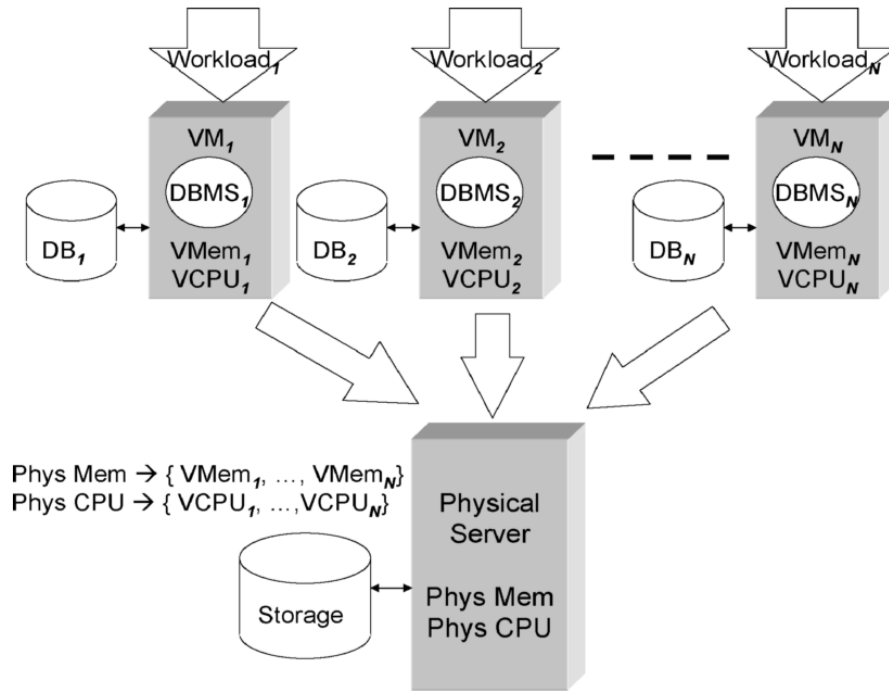 Workload1
Workload2
WorkloadN
VM1
VM2
VMN
DBMS1
DBMS2
DBMSN
DB1
DB2
DBN
VMem1
VMem2
VMemN
VCPU1
VCPU2
VCPUN
Phys Mem → { VMem1, ..., VMemN}
Phys CPU → { VCPU1, ...,VCPUN}
Physical
Server
Storage
Phys Mem
Phys CPU